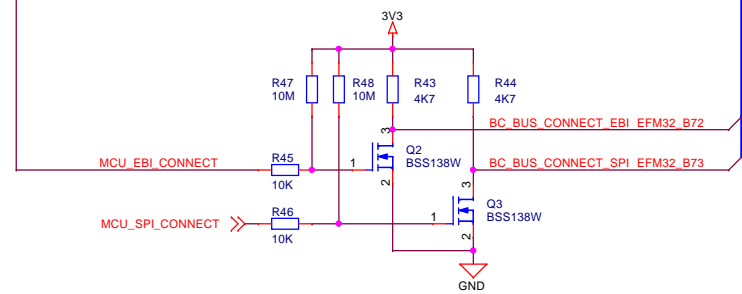 3V3
R47
10M
R48
10M
R43
4K7
R44
4K7
3
BC_BUS_CONNECT_EBI_EFM32_B72
MCU_EBI_CONNECT
R45
10K
1
Q2
BSS138W
2
BC_BUS_CONNECT_SPI_EFM32_B73
3
MCU_SPI_CONNECT
R46
10K
1
Q3
BSS138W
2
GND